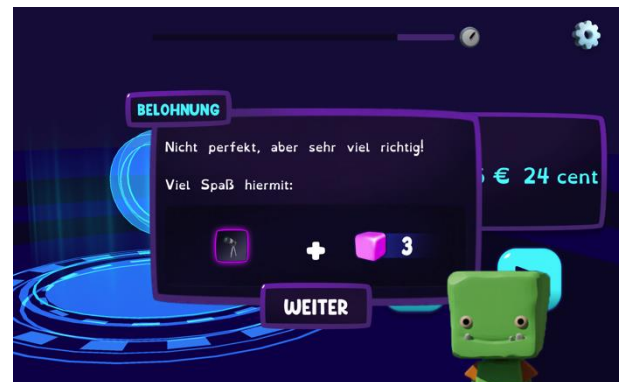 BELOHNUNG
Nicht perfekt, aber sehr viel richtig!
Viel Spaß hiermit:
€ 24 cent
+ 3
WEITER